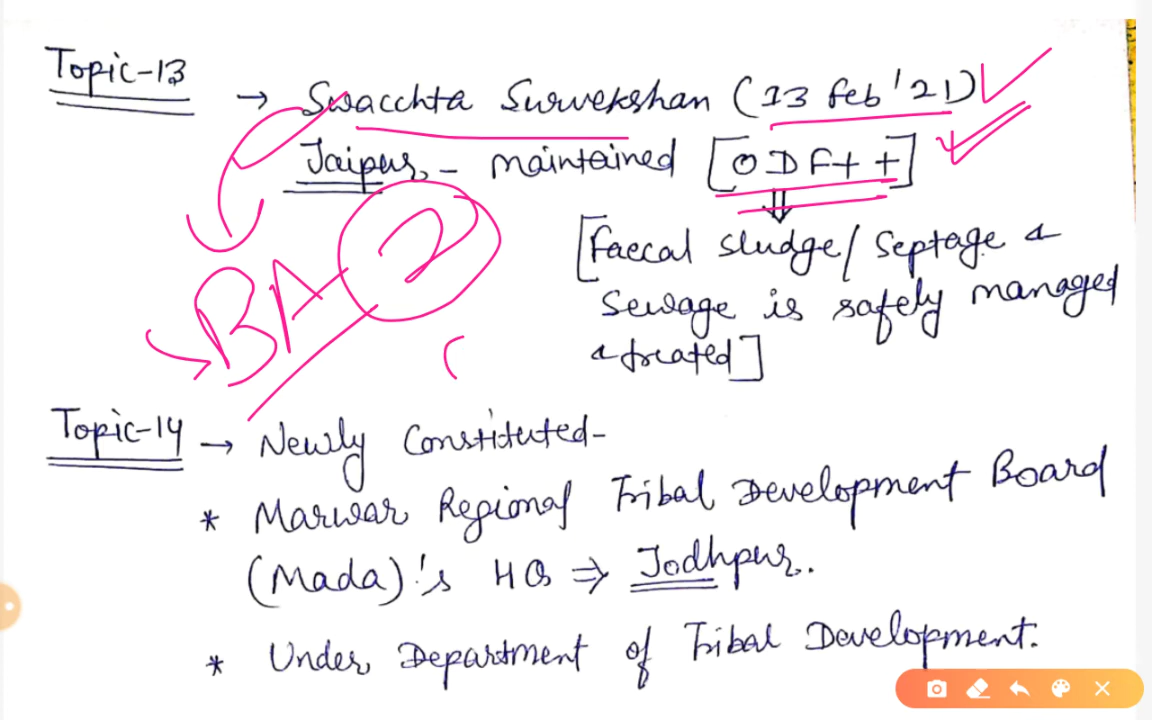 Topic-13
→ Swacchta Survekshan (13 feb '21)
Jaipur - maintained [ODF++]
⇓
[Faecal sludge/ Septage &
Sewage is safely managed
& treated]
BA-2
(
Topic-14 → Newly Constituted-
* Marwar Regional Tribal Development Board
(Mada)'s HQ ⇒ Jodhpur.
* Under Department of Tribal Development.